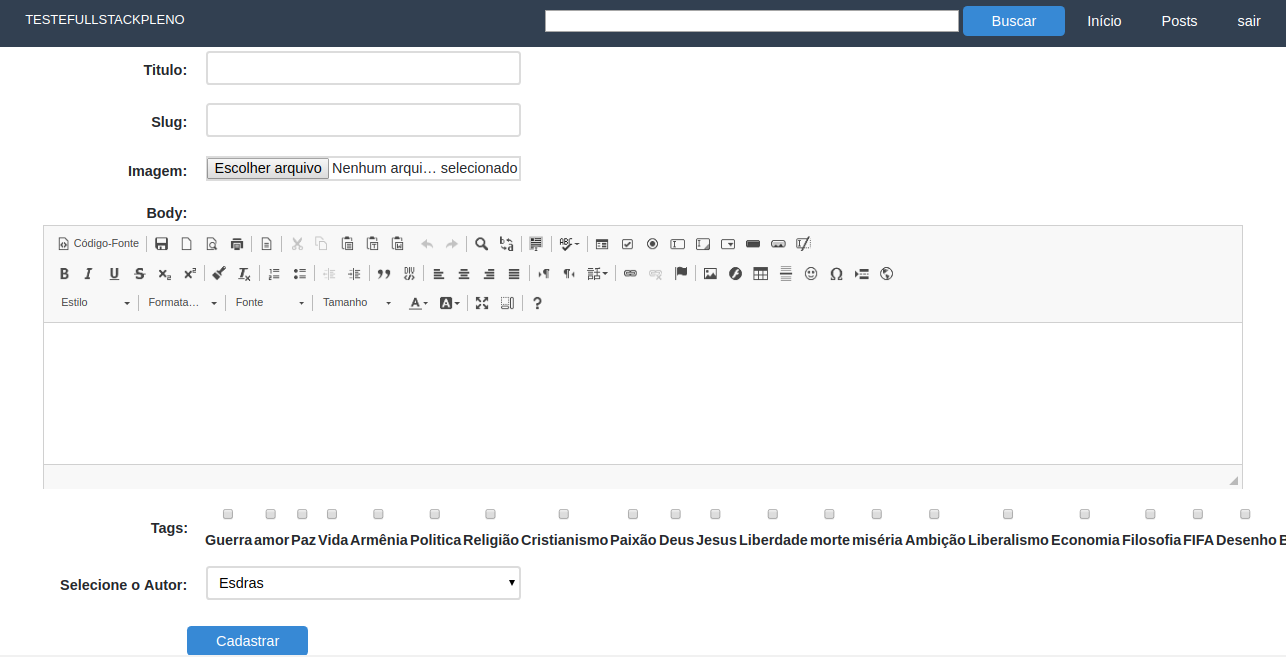 TESTEFULLSTACKPLENO Buscar Início Posts sair
Titulo:
Slug:
Imagem: Escolher arquivo Nenhum arqui… selecionado
Body:
Código-Fonte
Estilo Formata… Fonte Tamanho
Tags: Guerra amor Paz Vida Armênia Politica Religião Cristianismo Paixão Deus Jesus Liberdade morte miséria Ambição Liberalismo Economia Filosofia FIFA Desenho
Selecione o Autor: Esdras
Cadastrar